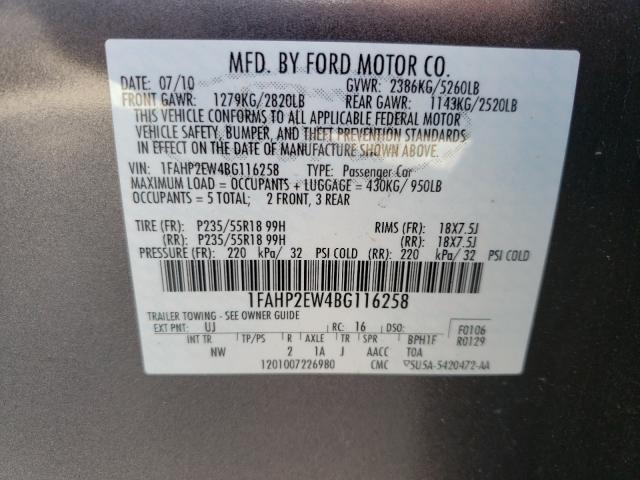 MFD. BY FORD MOTOR CO.
DATE: 07/10 GVWR: 2386KG/5260LB
FRONT GAWR: 1279KG/2820LB REAR GAWR: 1143KG/2520LB
THIS VEHICLE CONFORMS TO ALL APPLICABLE FEDERAL MOTOR
VEHICLE SAFETY, BUMPER, AND THEFT PREVENTION STANDARDS
IN EFFECT ON THE DATE OF MANUFACTURE SHOWN ABOVE.
VIN: 1FAHP2EW4BG116258 TYPE: Passenger Car
MAXIMUM LOAD = OCCUPANTS + LUGGAGE = 430KG/ 950LB
OCCUPANTS = 5 TOTAL; 2 FRONT, 3 REAR
TIRE (FR): P235/55R18 99H RIMS (FR): 18X7.5J
(RR): P235/55R18 99H (RR): 18X7.5J
PRESSURE (FR): 220 kPa/ 32 PSI COLD (RR): 220 kPa/ 32 PSI COLD
1FAHP2EW4BG116258
TRAILER TOWING - SEE OWNER GUIDE
EXT PNT: UJ RC: 16 DSO: F0106
INT TR TP/PS R AXLE TR SPR BPH1F R0129
NW 2 1A J AACC TOA
1201007226980 CMC 5U5A-5420472-AA